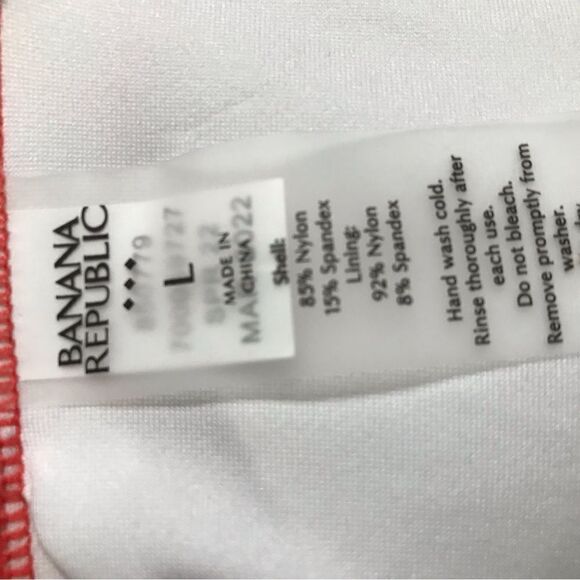 BANANA
REPUBLIC
L
MADE IN
CHINA
Shell:
85% Nylon
15% Spandex
Lining:
92% Nylon
8% Spandex
Hand wash cold.
Rinse thoroughly after
each use.
Do not bleach.
Remove promptly from
washer.